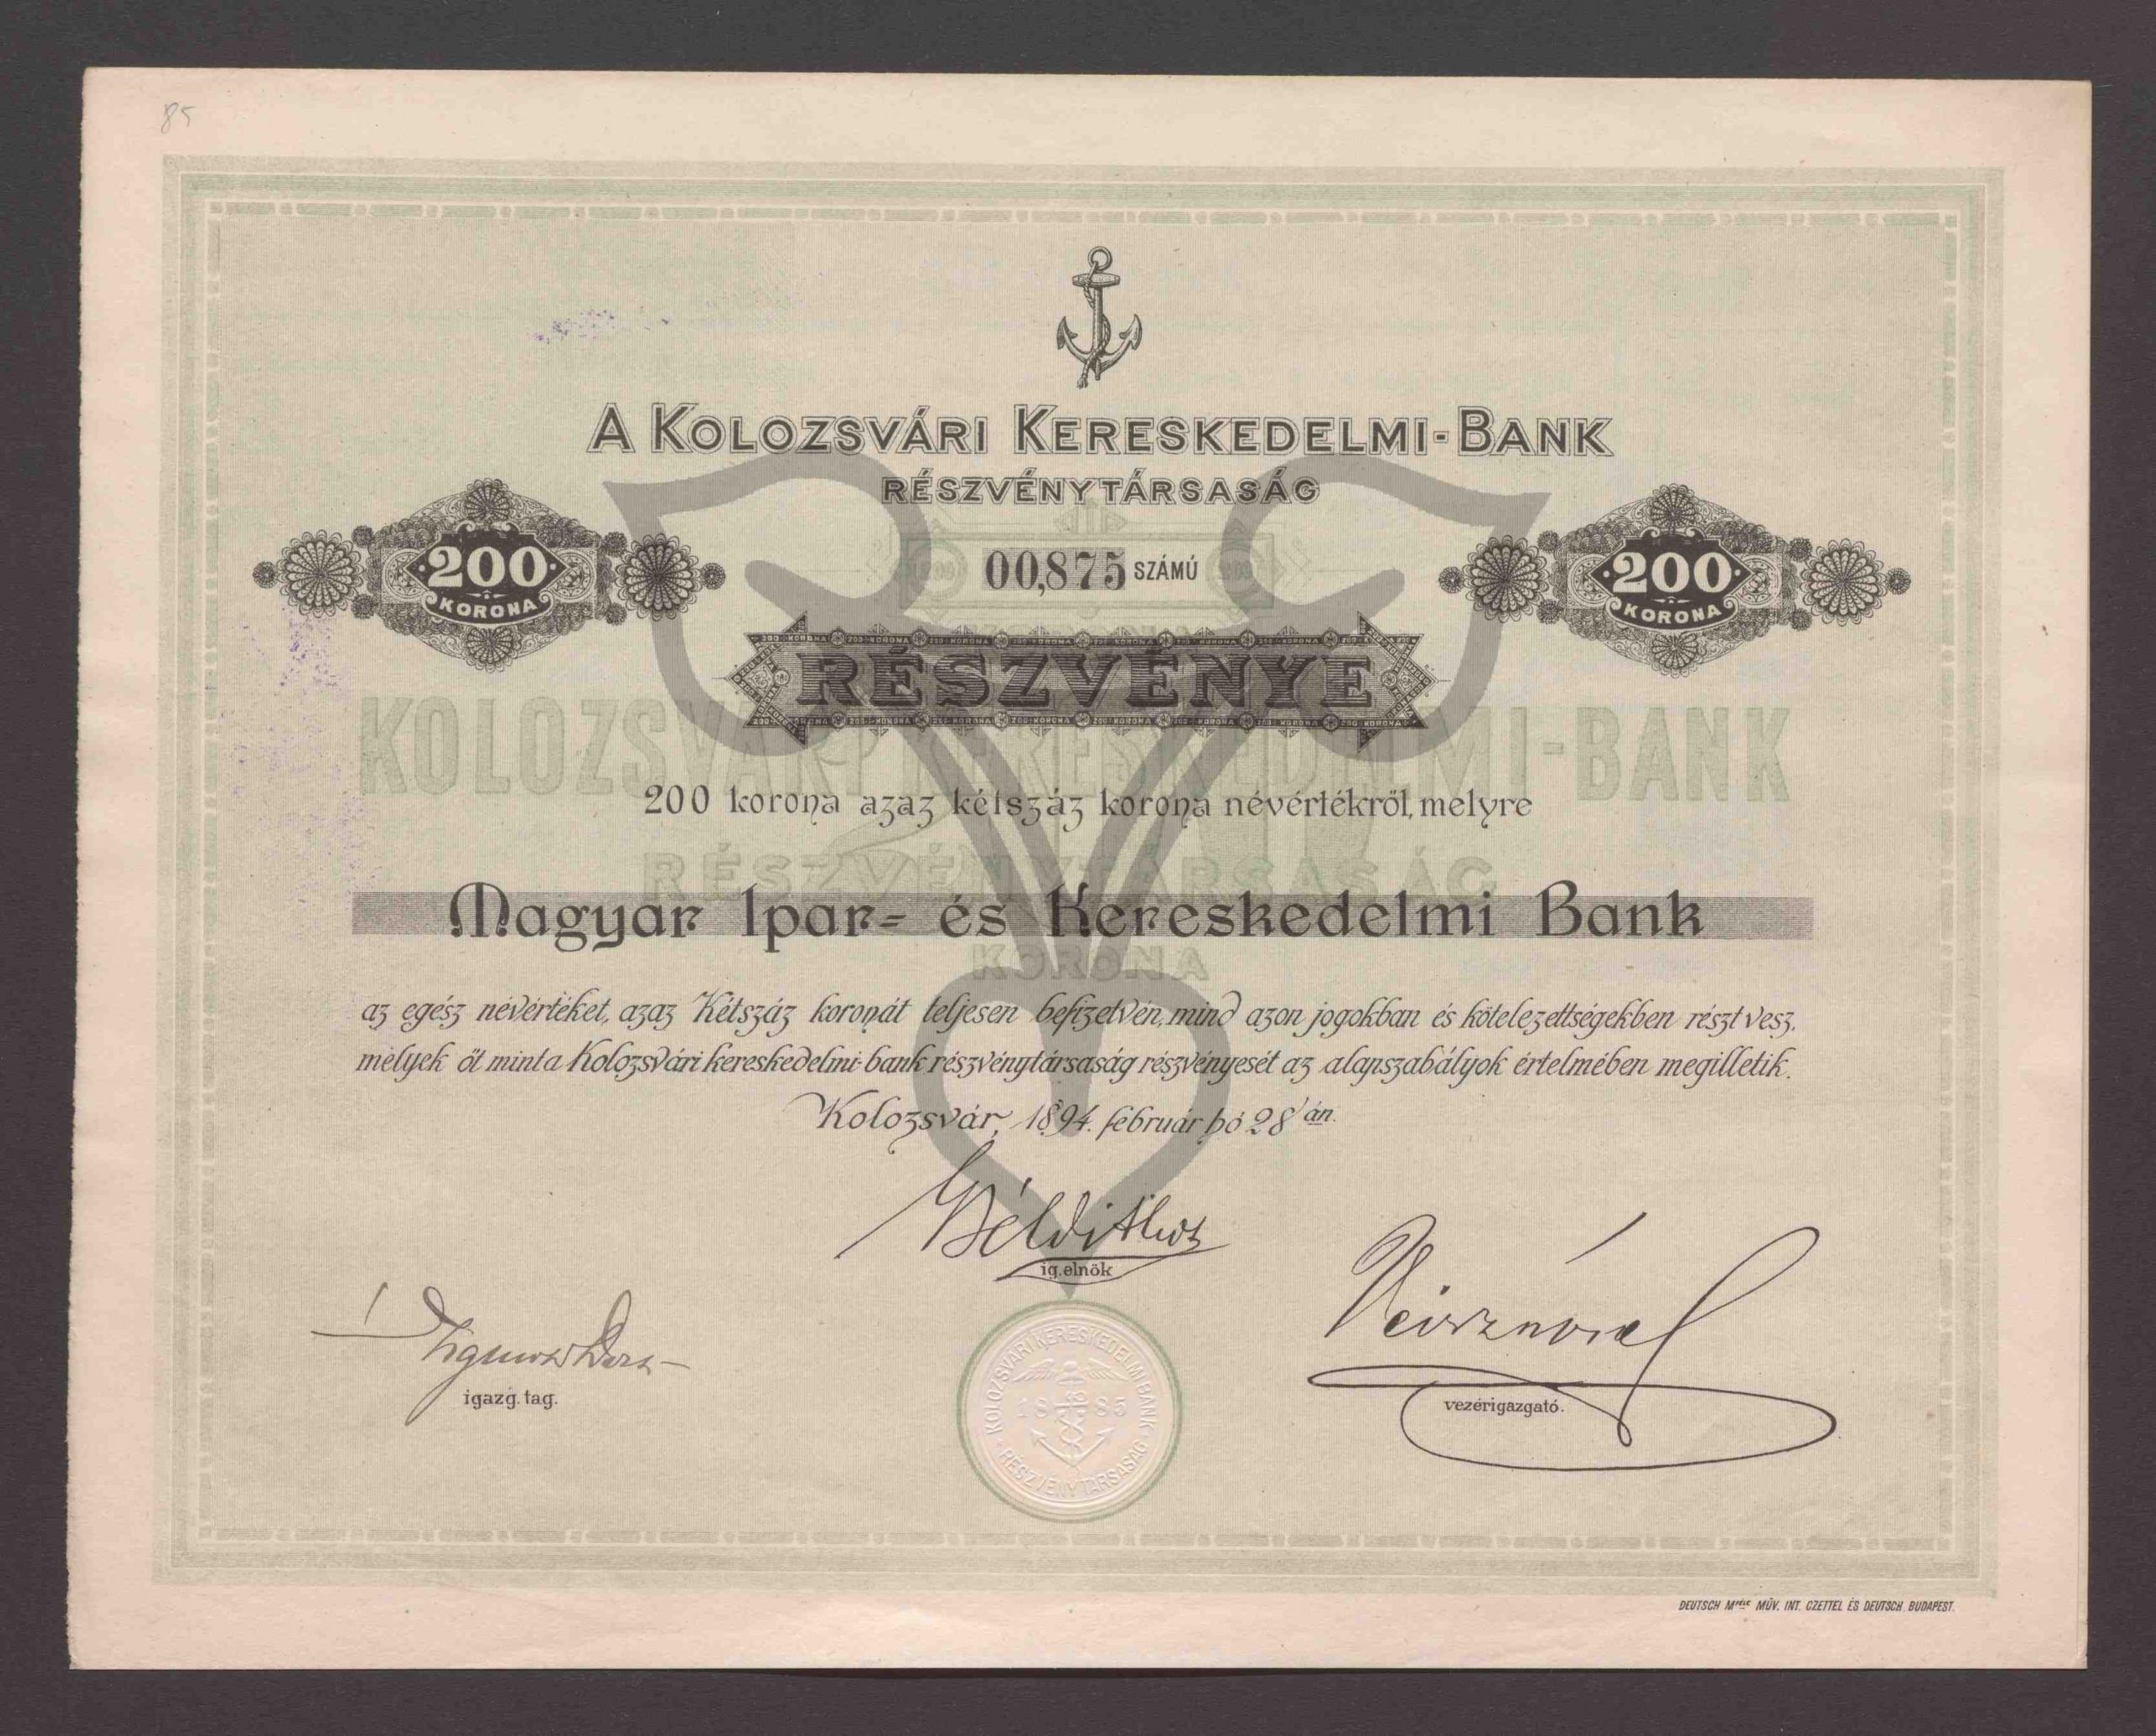 85
A KOLOZSVÁRI KERESKEDELMI-BANK
RÉSZVÉNYTÁRSASÁG
200
KORONA
00,875 SZÁMÚ
200
KORONA
RÉSZVÉNYE
KOLOZSVÁRI KERESKEDELMI-BANK
200 korona azaz kétszáz korona névértékről, melyre
RÉSZVÉNYTÁRSASÁG
Magyar Ipar- és Kereskedelmi Bank
KORONA
az egész névértéket, azaz Kétszáz koronát teljesen befizetvén, mind azon jogokban és kötelezettségekben részt vesz,
melyek őt mint a Kolozsvári kereskedelmi-bank részvénytársaság részvényesét az alapszabályok értelmében megilletik.
Kolozsvár, 1894. február hó 28 án.
ig. elnök
igazg. tag.
vezérigazgató.
KOLOZSVÁRI KERESKEDELMI BANK
1885
RÉSZVÉNYTÁRSASÁG
DEUTSCH MÜV. INT. CZETTEL ÉS DEUTSCH. BUDAPEST.